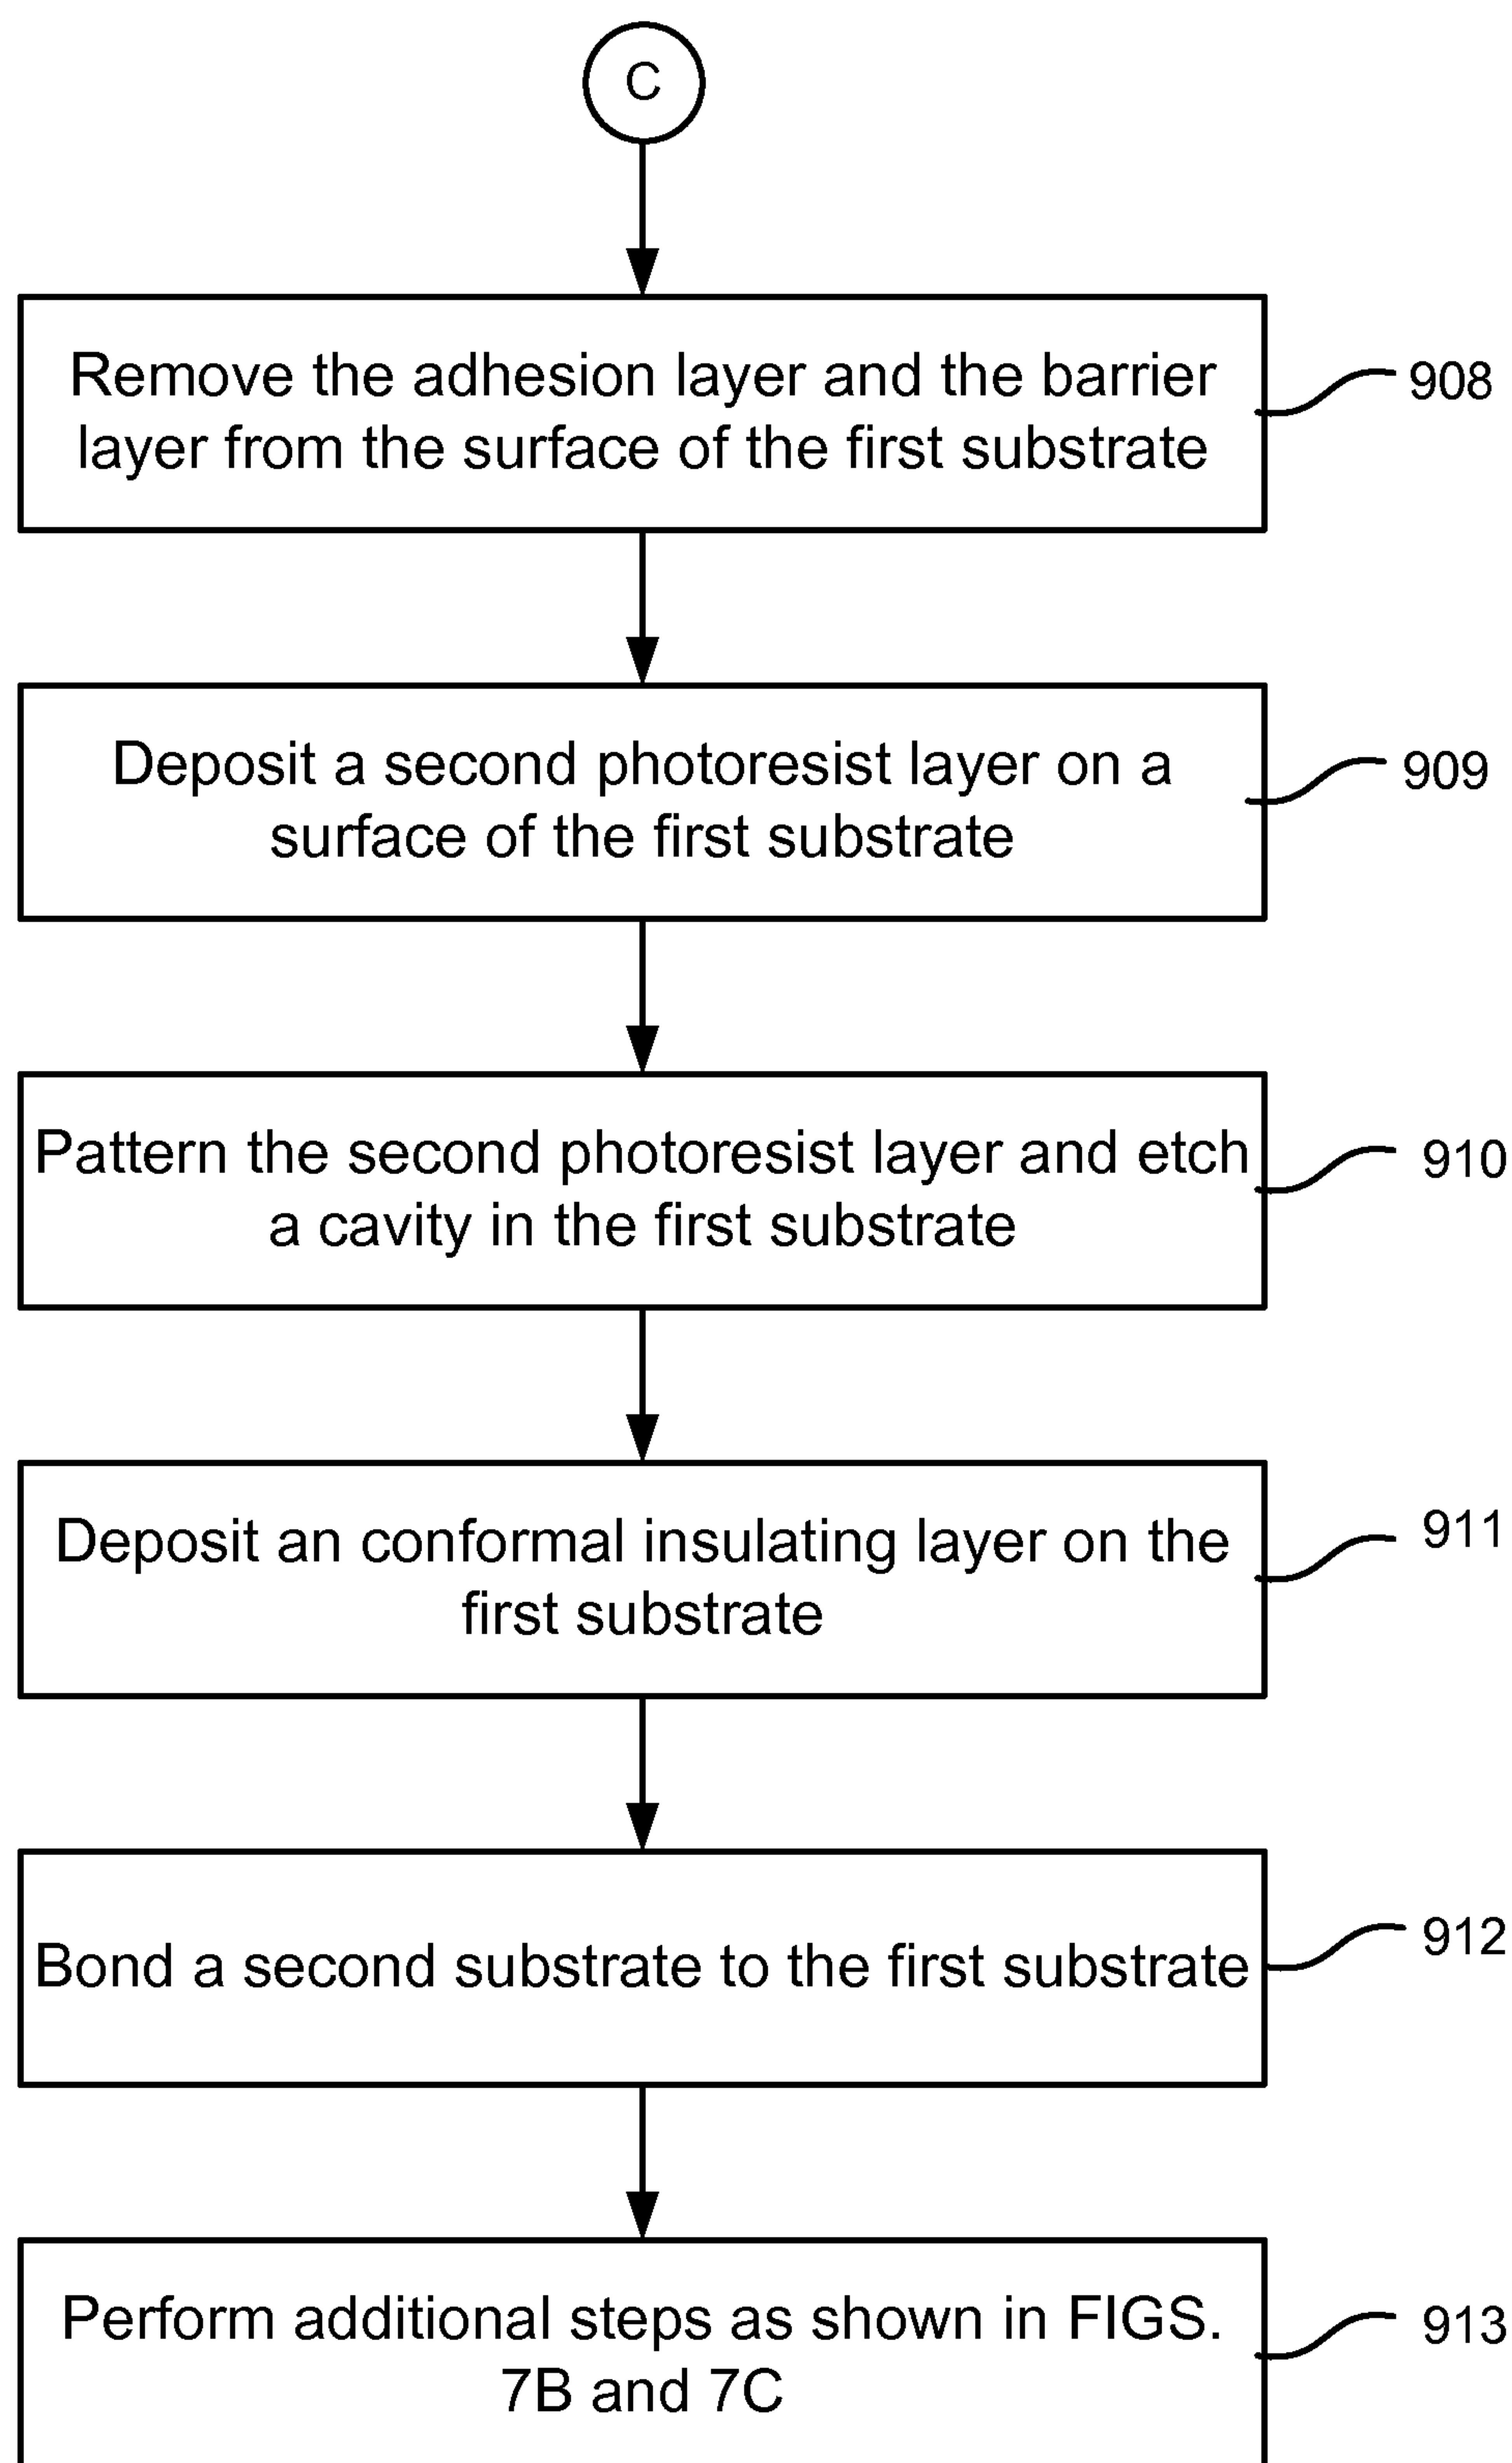 C
Remove the adhesion layer and the barrier
layer from the surface of the first substrate
908
Deposit a second photoresist layer on a
surface of the first substrate
909
Pattern the second photoresist layer and etch
a cavity in the first substrate
910
Deposit an conformal insulating layer on the
first substrate
911
Bond a second substrate to the first substrate
912
Perform additional steps as shown in FIGS.
7B and 7C
913